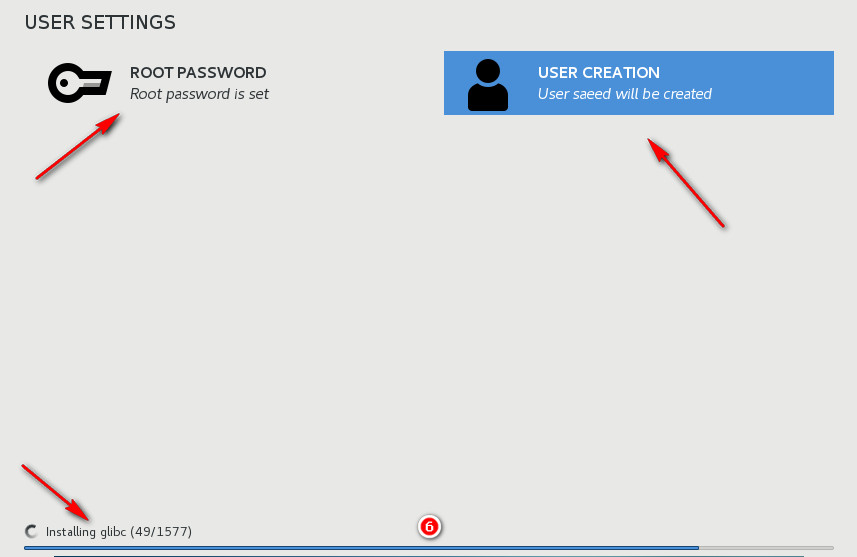 USER SETTINGS
ROOT PASSWORD
Root password is set
USER CREATION
User saeed will be created
Installing glibc (49/1577)
6